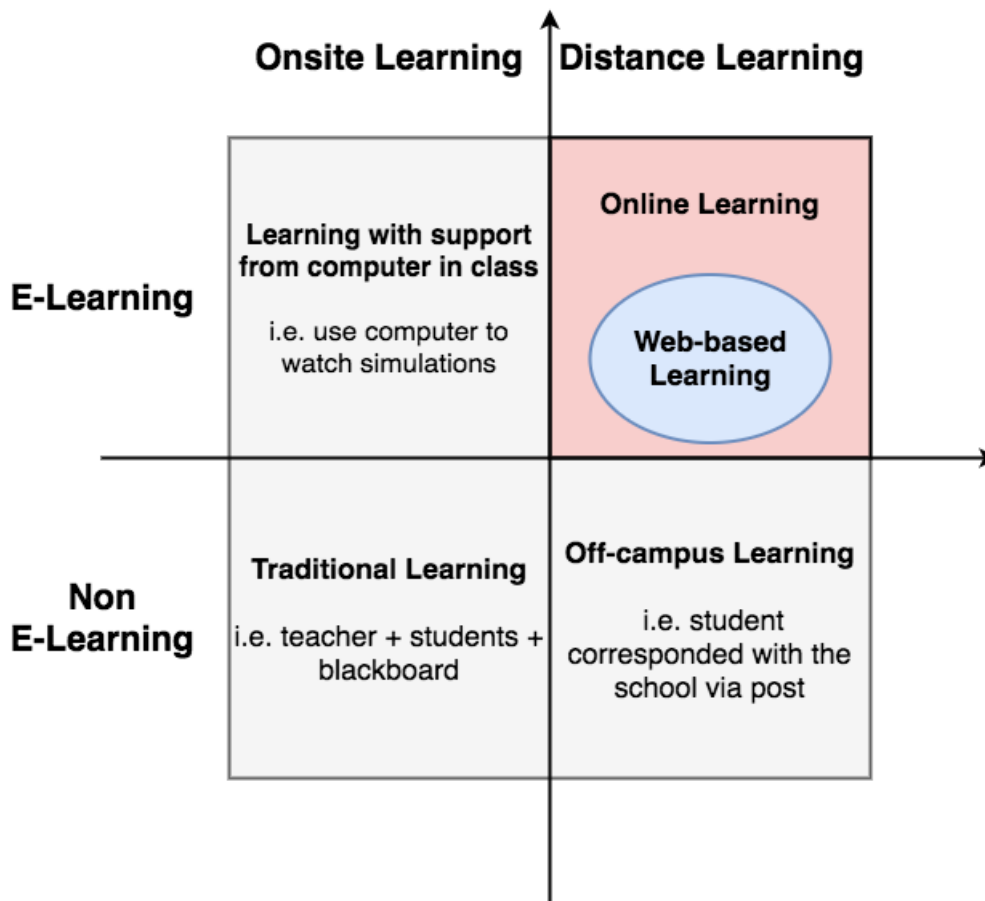 Onsite Learning
Distance Learning
E-Learning
Learning with support
from computer in class
i.e. use computer to
watch simulations
Online Learning
Web-based
Learning
Non
E-Learning
Traditional Learning
i.e. teacher + students +
blackboard
Off-campus Learning
i.e. student
corresponded with the
school via post